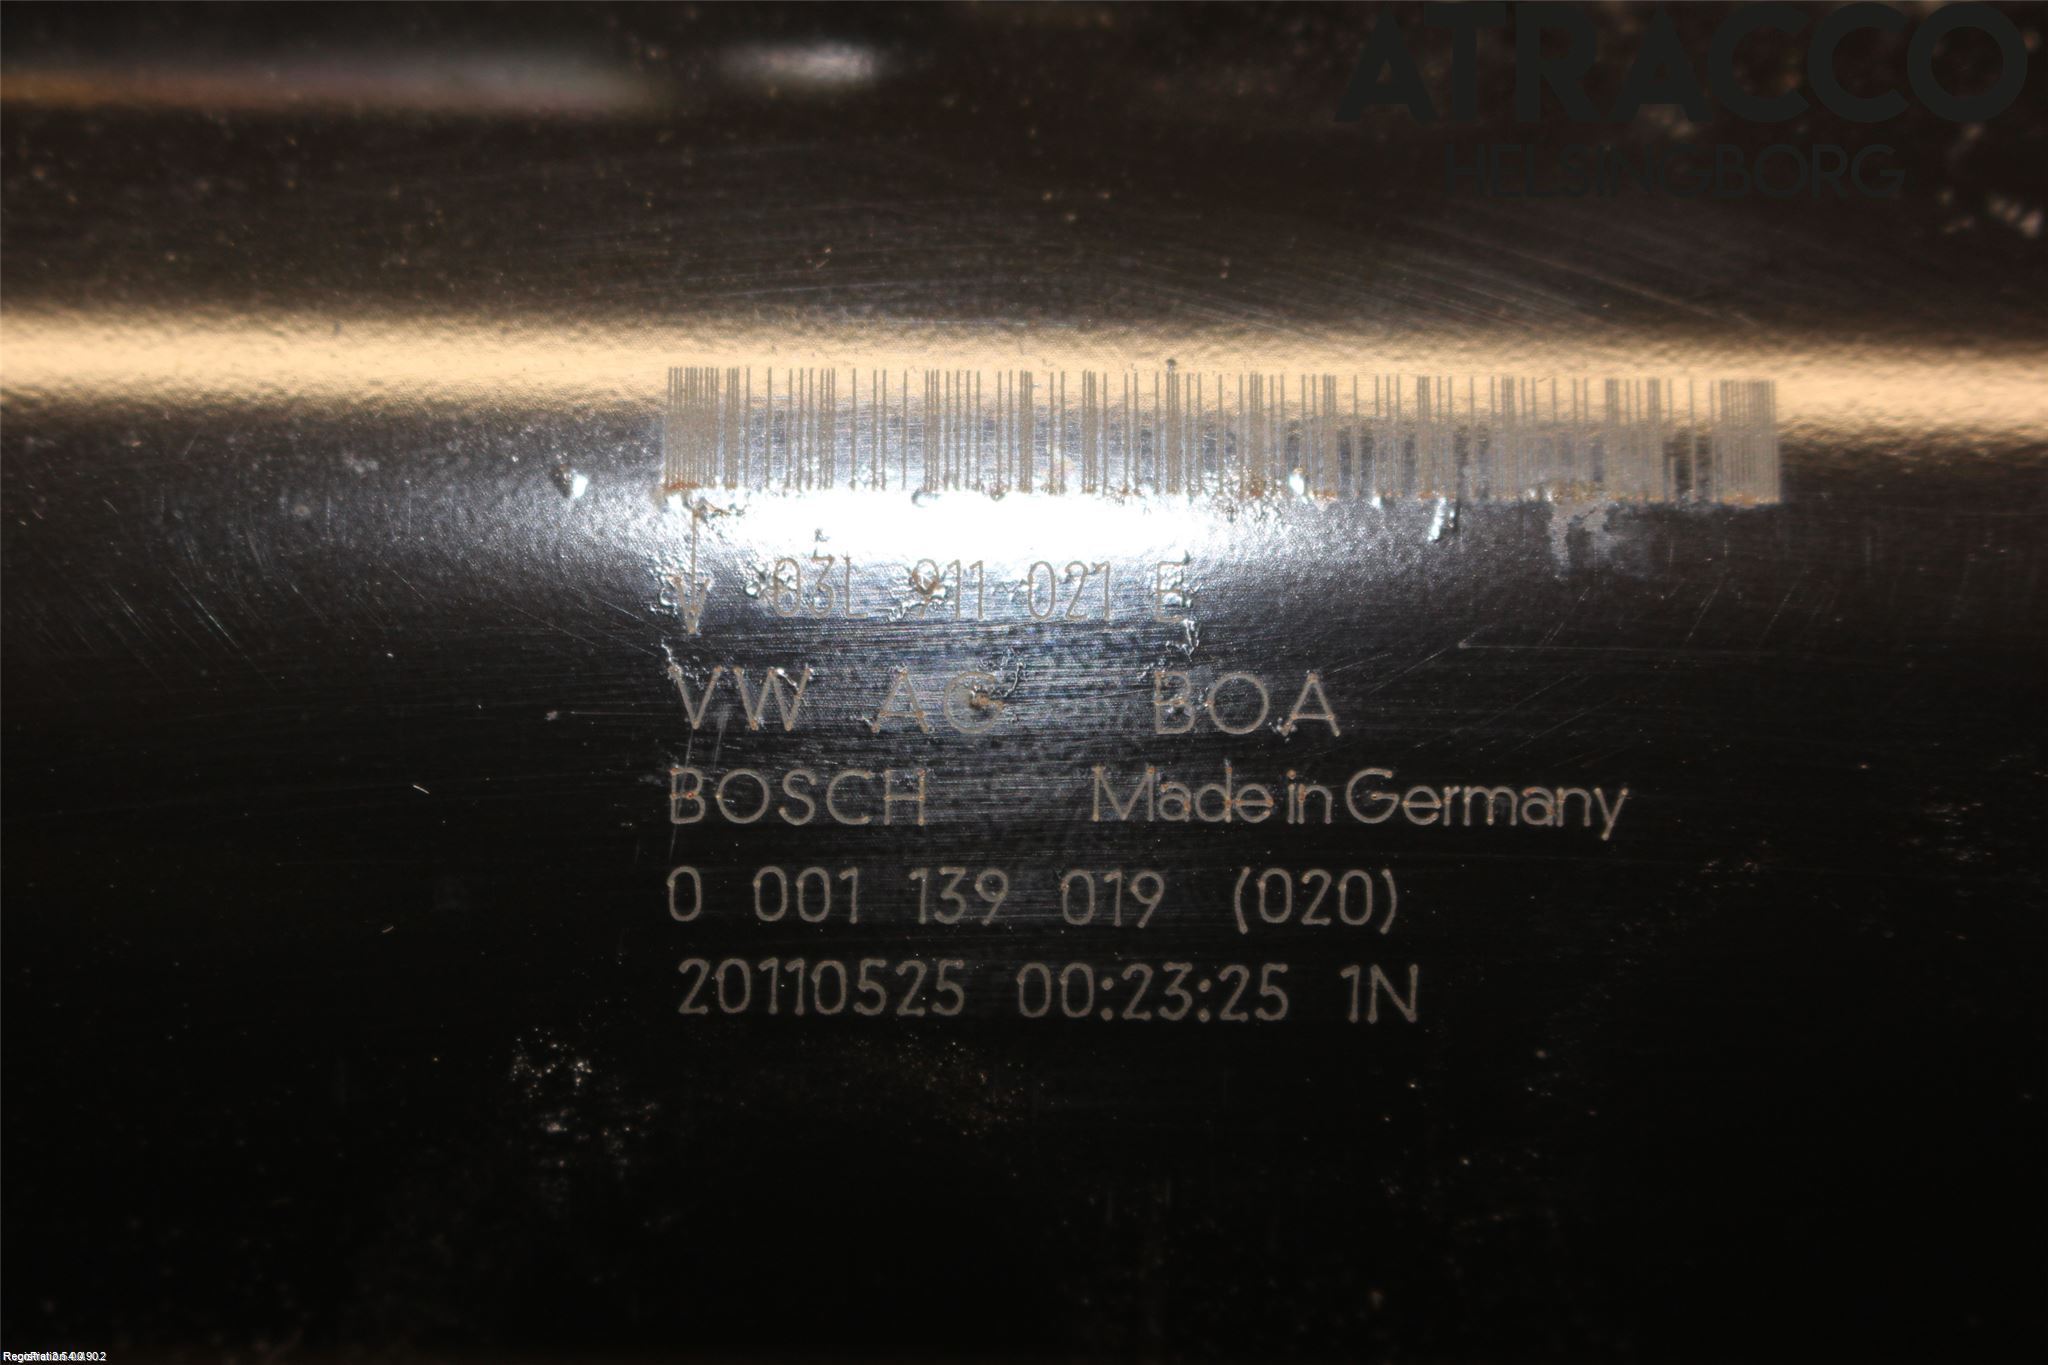 ATRACCO
HELSINGBORG
V 03L 911 021 E
VW AG BOA
BOSCH Made in Germany
0 001 139 019 (020)
20110525 00:23:25 1N